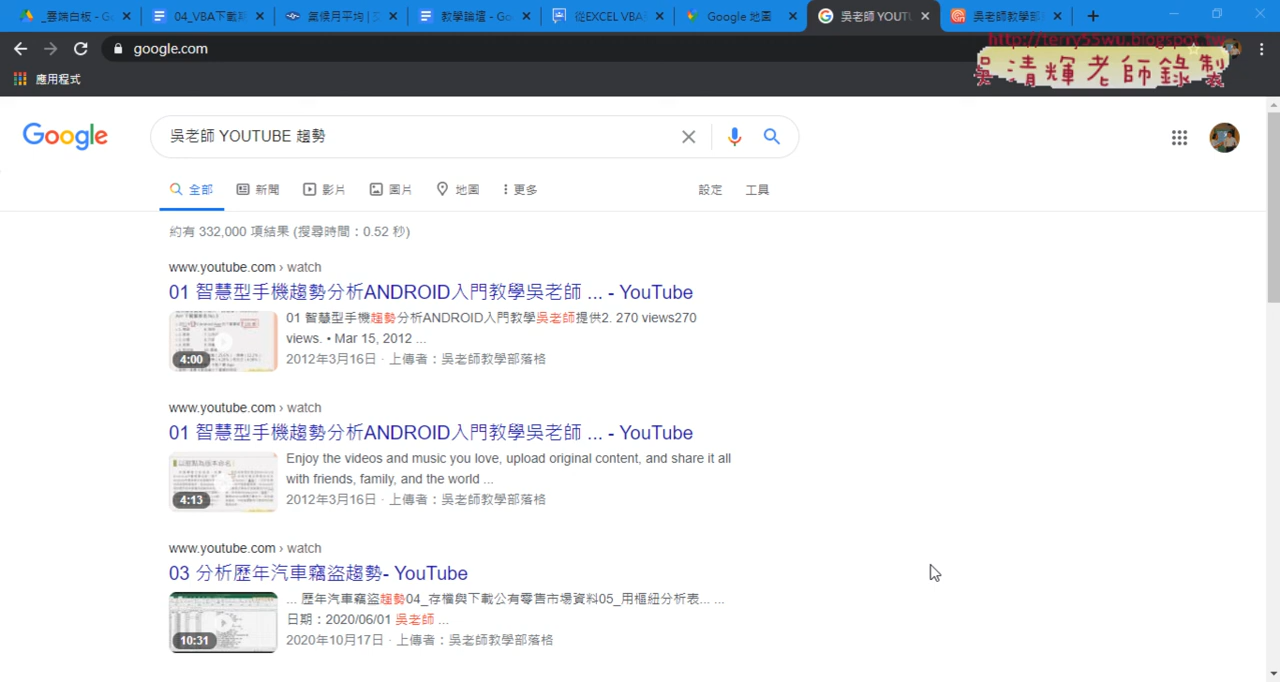 _雲端白板 - G
04_VBA下載
氣候月平均 | 交
教學論壇 - Go
從EXCEL VBA
Google 地圖
吳老師 YOUTU
吳老師教學部
google.com
http://terry55wu.blogspot.tw
吳清輝老師錄製
應用程式
Google
吳老師 YOUTUBE 趨勢
全部 新聞 影片 圖片 地圖 更多 設定 工具
約有 332,000 項結果 (搜尋時間:0.52 秒)
www.youtube.com › watch
01 智慧型手機趨勢分析ANDROID入門教學吳老師 ... - YouTube
01 智慧型手機趨勢分析ANDROID入門教學吳老師提供2. 270 views270
views. • Mar 15, 2012 ...
4:00
2012年3月16日 · 上傳者:吳老師教學部落格
www.youtube.com › watch
01 智慧型手機趨勢分析ANDROID入門教學吳老師 ... - YouTube
Enjoy the videos and music you love, upload original content, and share it all
with friends, family, and the world ...
4:13
2012年3月16日 · 上傳者:吳老師教學部落格
www.youtube.com › watch
03 分析歷年汽車竊盜趨勢- YouTube
... 歷年汽車竊盜趨勢04_存檔與下載公有零售市場資料05_用樞紐分析表... ...
日期:2020/06/01 吳老師 ...
10:31
2020年10月17日 · 上傳者:吳老師教學部落格